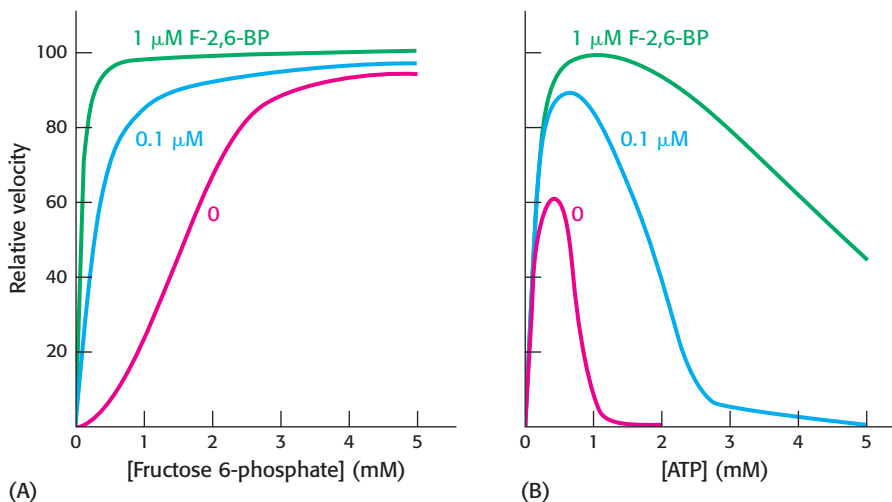 1 μM F-2,6-BP
0.1 μM
0
Relative velocity
100
80
60
40
20
0 1 2 3 4 5
[Fructose 6-phosphate] (mM)
(A)
1 μM F-2,6-BP
0.1 μM
0
0 1 2 3 4 5
[ATP] (mM)
(B)